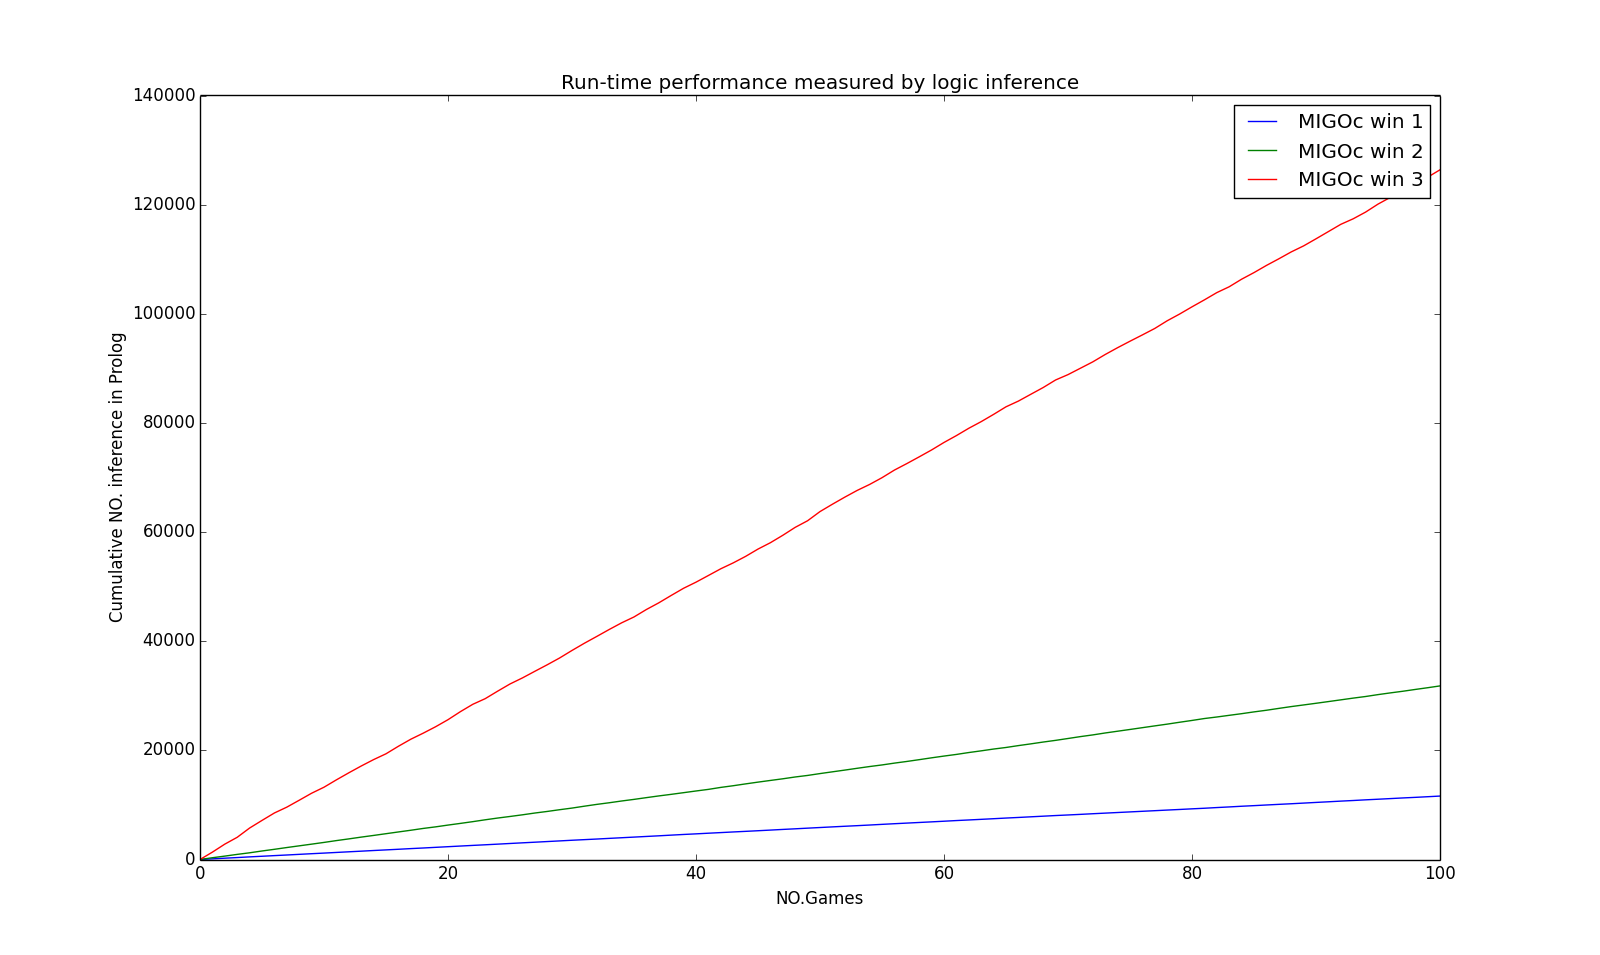 Run-time performance measured by logic inference
140000
120000
100000
80000
60000
40000
20000
0
Cumulative NO. inference in Prolog
MIGOc win 1
MIGOc win 2
MIGOc win 3
0 20 40 60 80 100
NO.Games